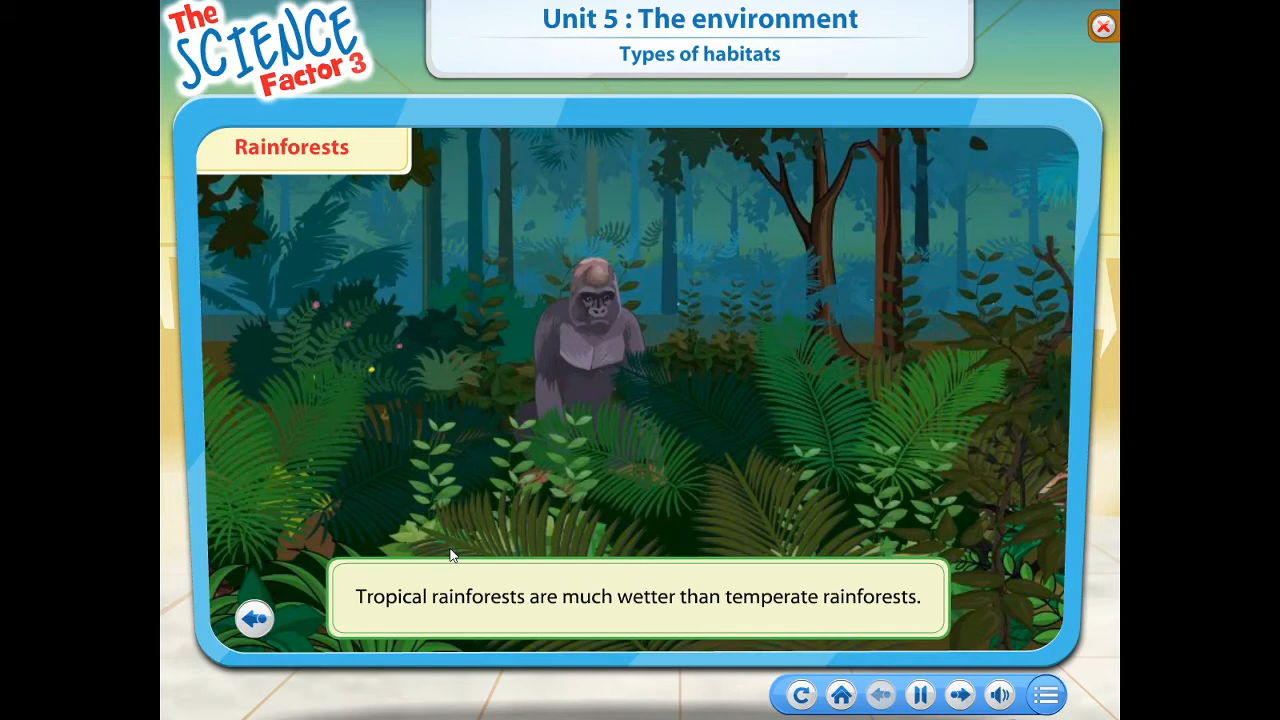 The
SCIENCE
Factor 3
Unit 5 : The environment
Types of habitats
Rainforests
Tropical rainforests are much wetter than temperate rainforests.